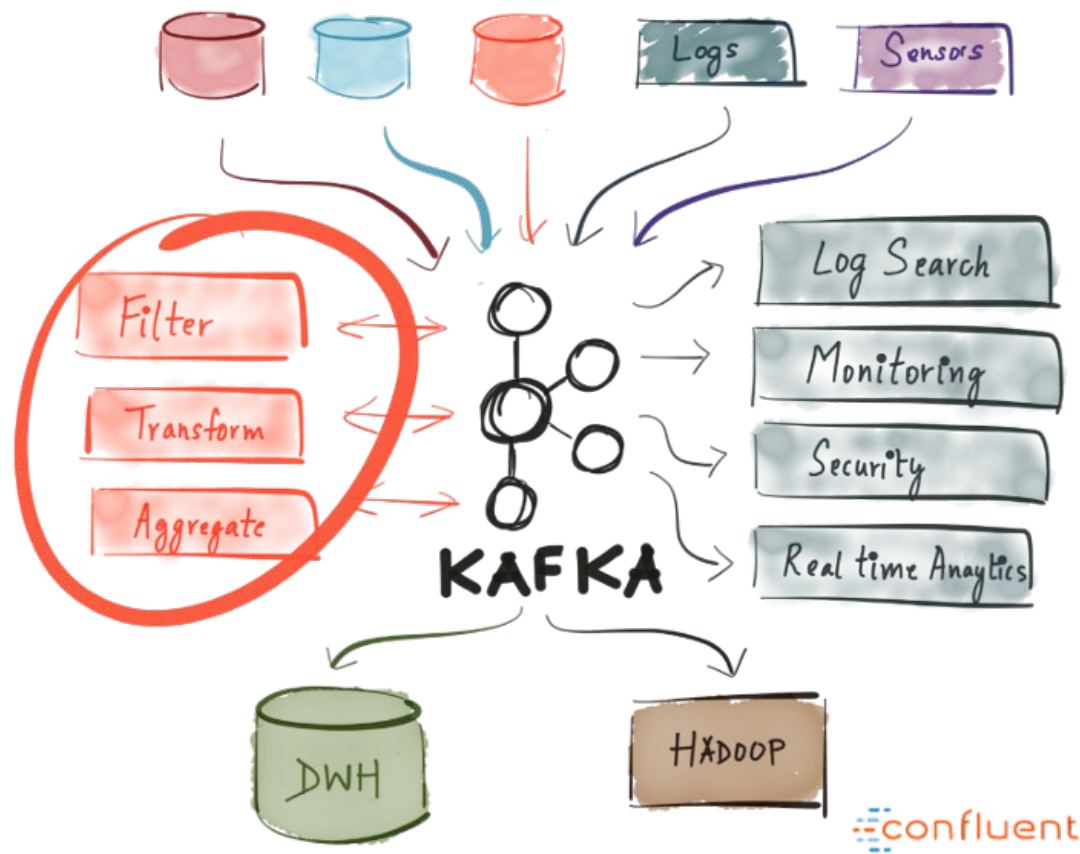 Logs
Sensors
Filter
Transform
Aggregate
KAFKA
Log Search
Monitoring
Security
Real time Anaytics
DWH
HADOOP
confluent